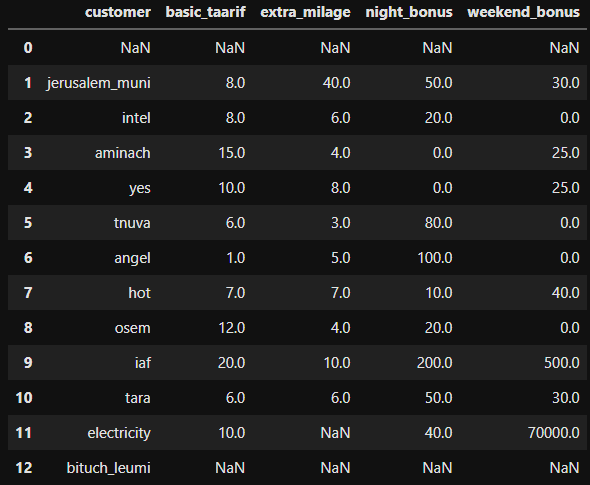 customer basic_taarif extra_milage night_bonus weekend_bonus
0 NaN NaN NaN NaN NaN
1 jerusalem_muni 8.0 40.0 50.0 30.0
2 intel 8.0 6.0 20.0 0.0
3 aminach 15.0 4.0 0.0 25.0
4 yes 10.0 8.0 0.0 25.0
5 tnuva 6.0 3.0 80.0 0.0
6 angel 1.0 5.0 100.0 0.0
7 hot 7.0 7.0 10.0 40.0
8 osem 12.0 4.0 20.0 0.0
9 iaf 20.0 10.0 200.0 500.0
10 tara 6.0 6.0 50.0 30.0
11 electricity 10.0 NaN 40.0 70000.0
12 bituch_leumi NaN NaN NaN NaN